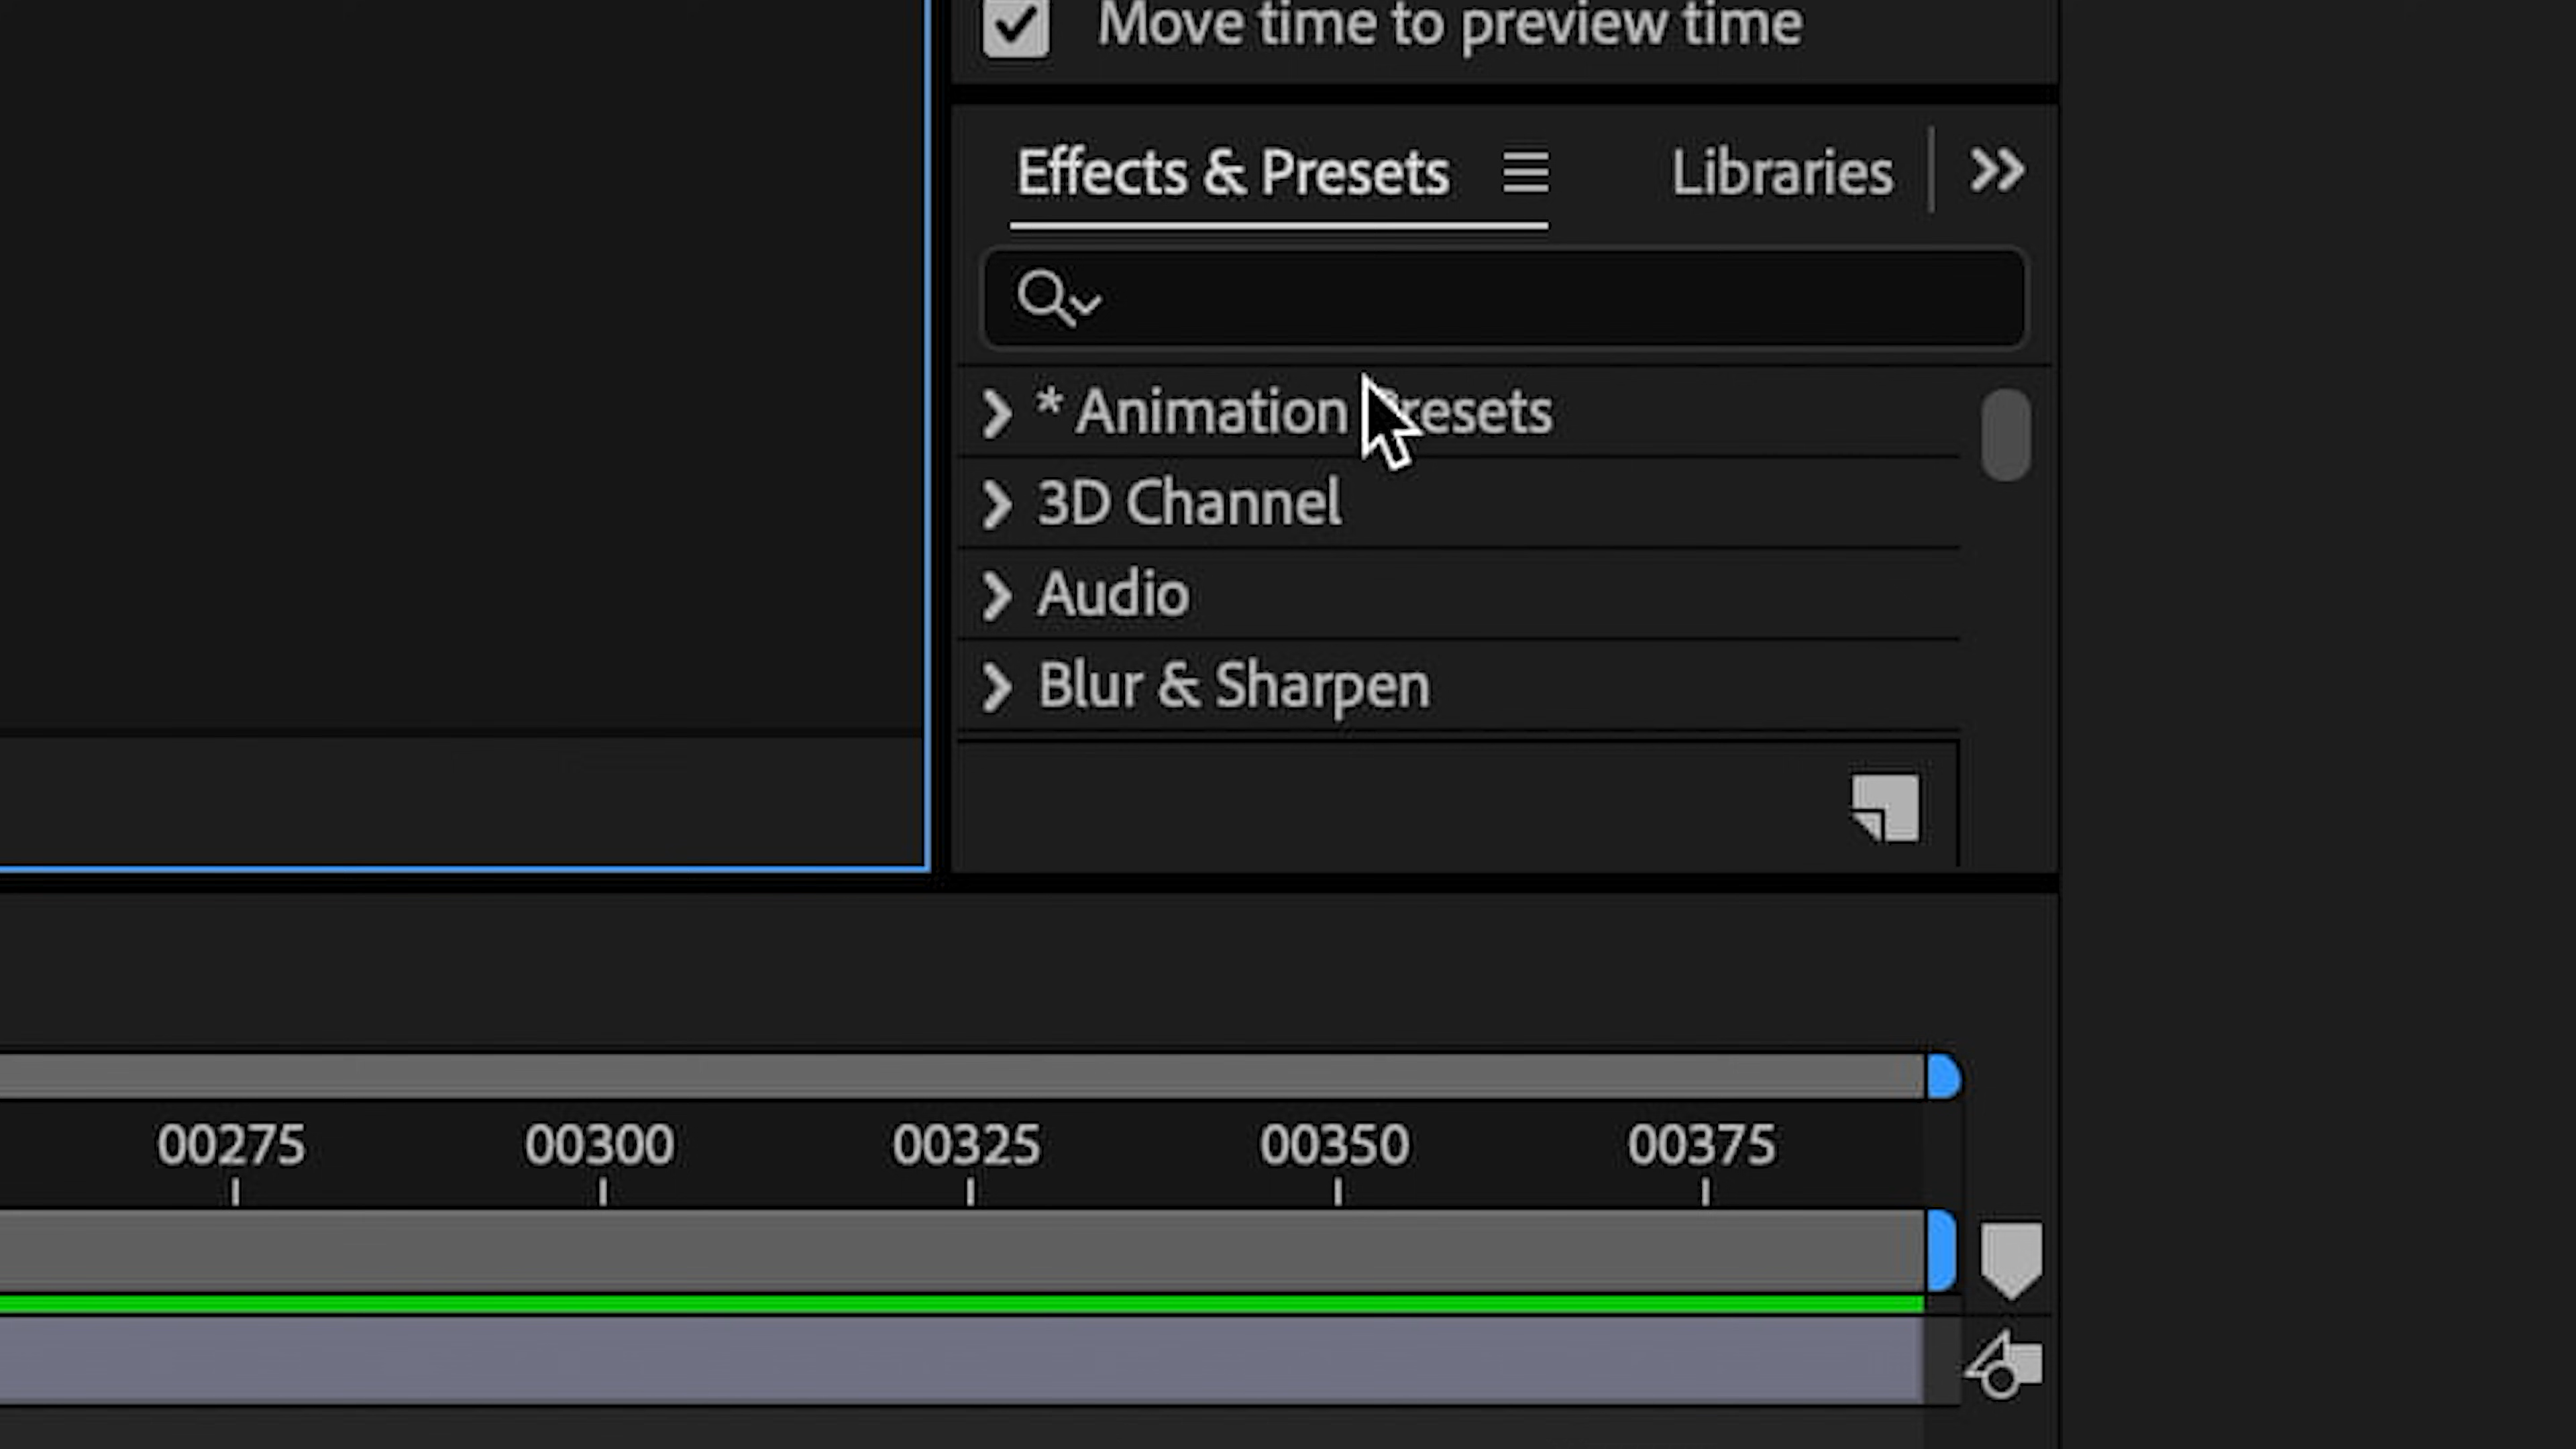 Move time to preview time
Effects & Presets
Libraries
* Animation Presets
3D Channel
Audio
Blur & Sharpen
00275 00300 00325 00350 00375